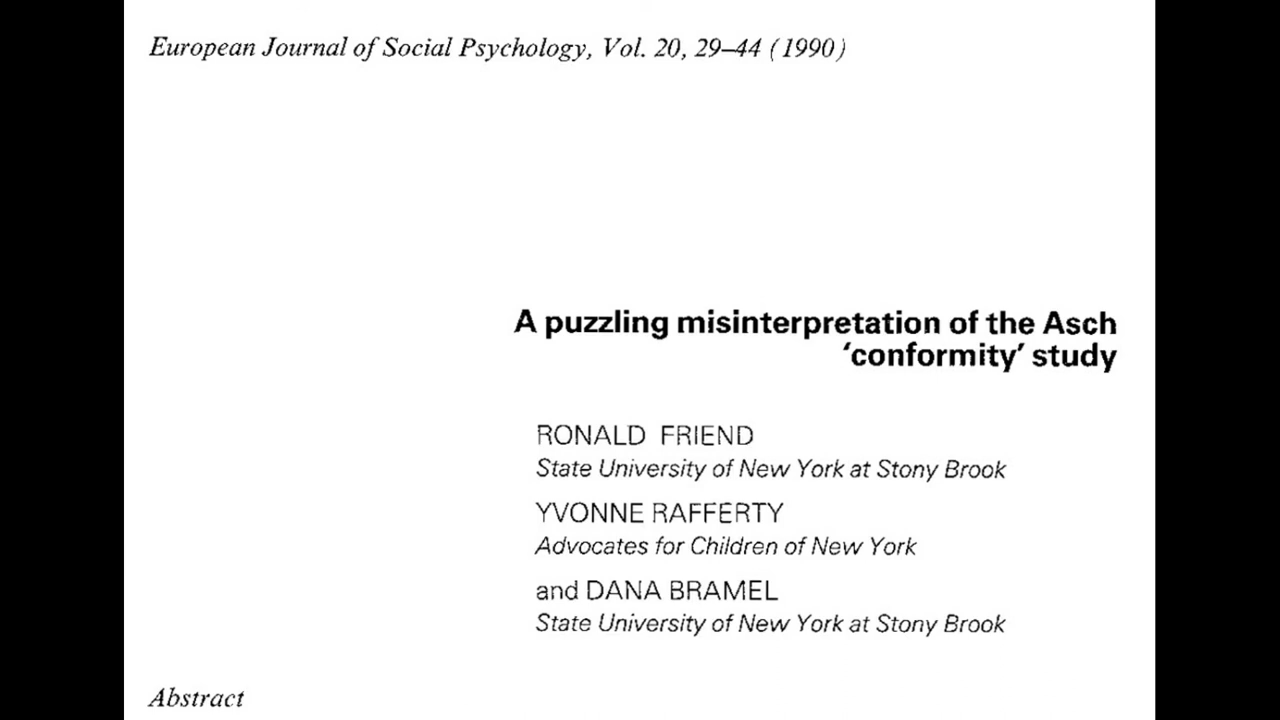 European Journal of Social Psychology, Vol. 20, 29–44 (1990)
A puzzling misinterpretation of the Asch
‘conformity’ study
RONALD FRIEND
State University of New York at Stony Brook
YVONNE RAFFERTY
Advocates for Children of New York
and DANA BRAMEL
State University of New York at Stony Brook
Abstract